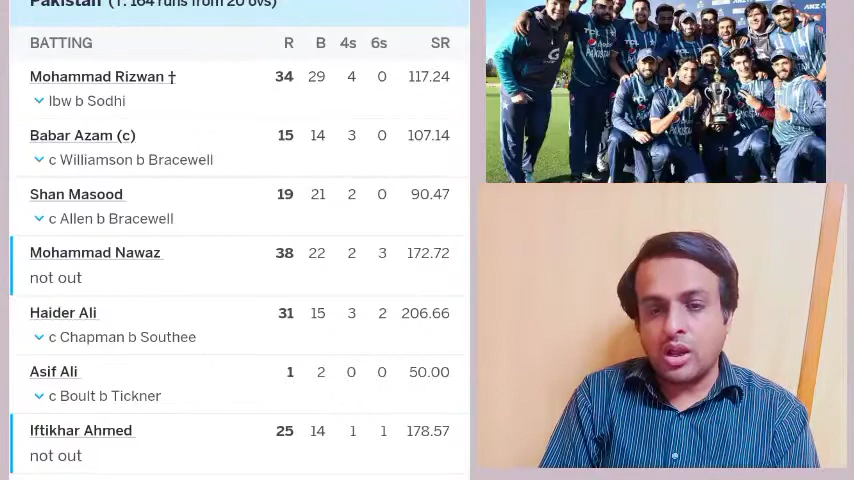 Pakistan (T: 164 runs from 20 ovs)
BATTING R B 4s 6s SR
Mohammad Rizwan † 34 29 4 0 117.24
lbw b Sodhi
Babar Azam (c) 15 14 3 0 107.14
c Williamson b Bracewell
Shan Masood 19 21 2 0 90.47
c Allen b Bracewell
Mohammad Nawaz 38 22 2 3 172.72
not out
Haider Ali 31 15 3 2 206.66
c Chapman b Southee
Asif Ali 1 2 0 0 50.00
c Boult b Tickner
Iftikhar Ahmed 25 14 1 1 178.57
not out